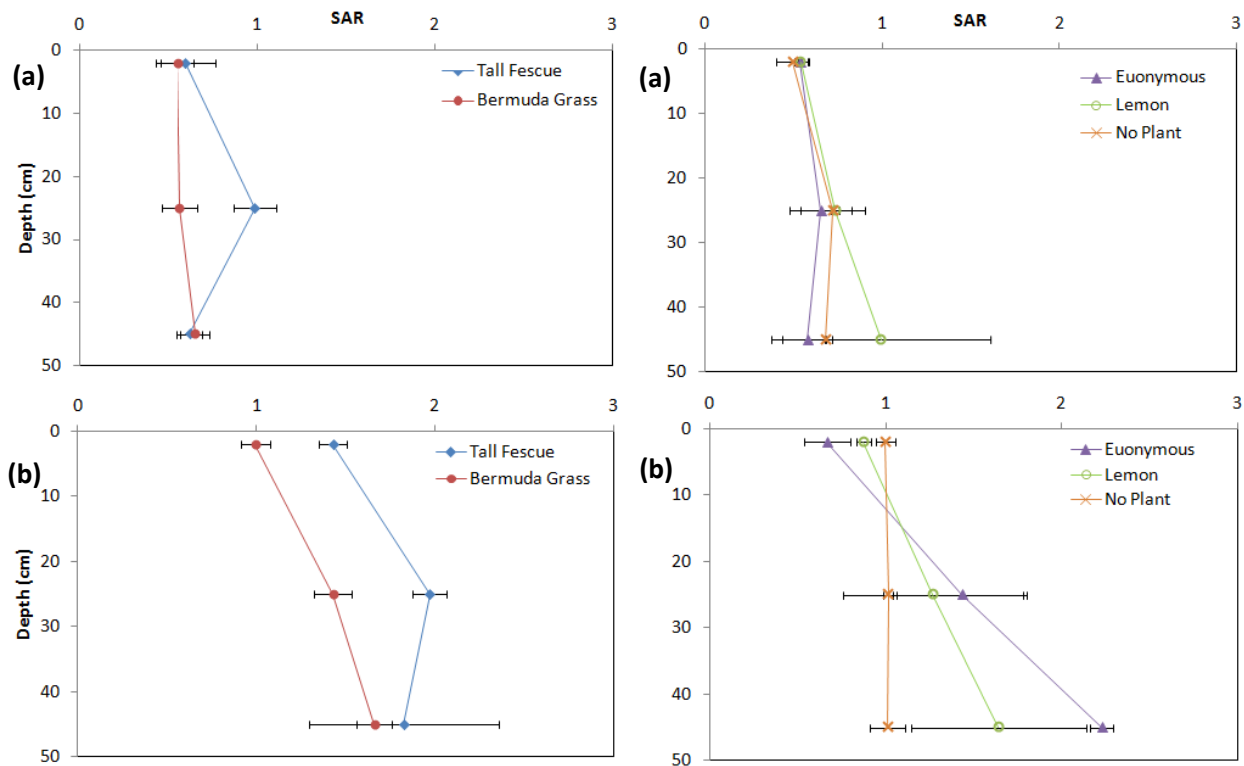 0 SAR 1 2 3
(a)
Tall Fescue
Bermuda Grass
0
10
20
30
40
50
Depth (cm)
0 1 SAR 2 3
(a)
Euonymous
Lemon
No Plant
0
10
20
30
40
50
0 1 2 3
(b)
Tall Fescue
Bermuda Grass
0
10
20
30
40
50
Depth (cm)
0 1 2 3
(b)
Euonymous
Lemon
No Plant
0
10
20
30
40
50